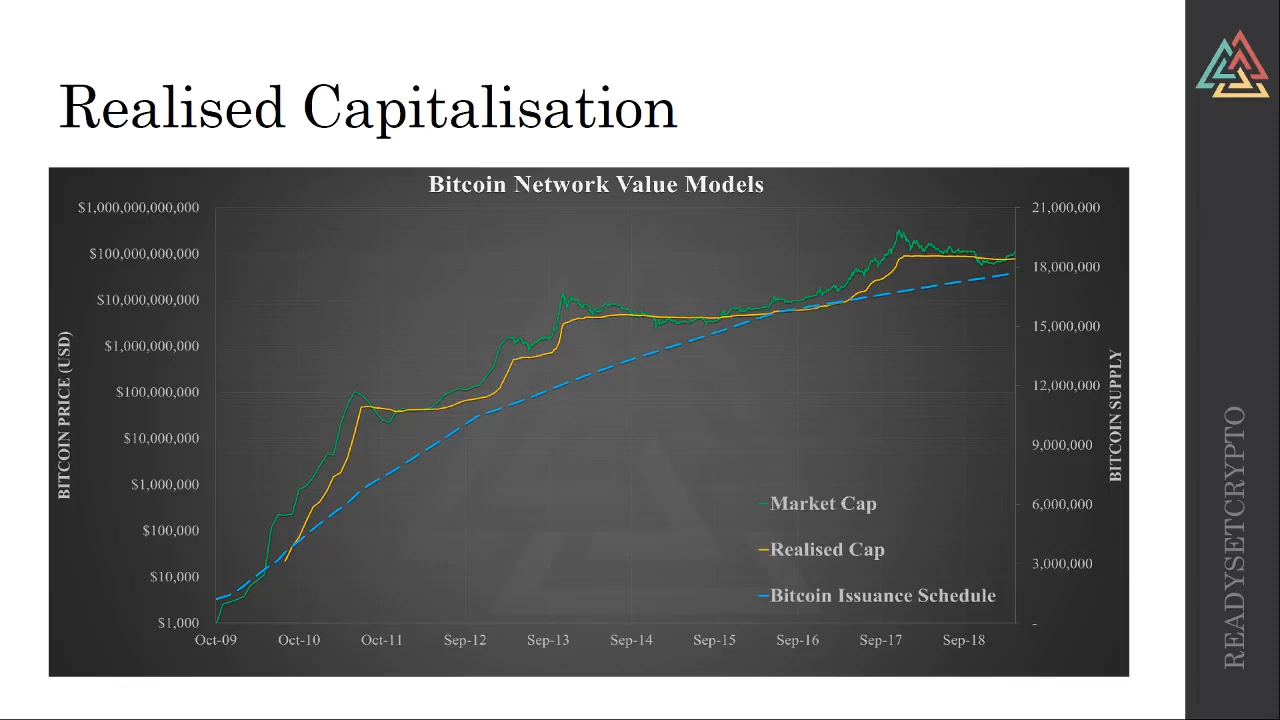 Realised Capitalisation
Bitcoin Network Value Models
$1,000,000,000,000
$100,000,000,000
$10,000,000,000
$1,000,000,000
$100,000,000
$10,000,000
$1,000,000
$100,000
$10,000
$1,000
BITCOIN PRICE (USD)
21,000,000
18,000,000
15,000,000
12,000,000
9,000,000
6,000,000
3,000,000
-
BITCOIN SUPPLY
Market Cap
Realised Cap
Bitcoin Issuance Schedule
Oct-09 Oct-10 Oct-11 Sep-12 Sep-13 Sep-14 Sep-15 Sep-16 Sep-17 Sep-18
READYSETCRYPTO